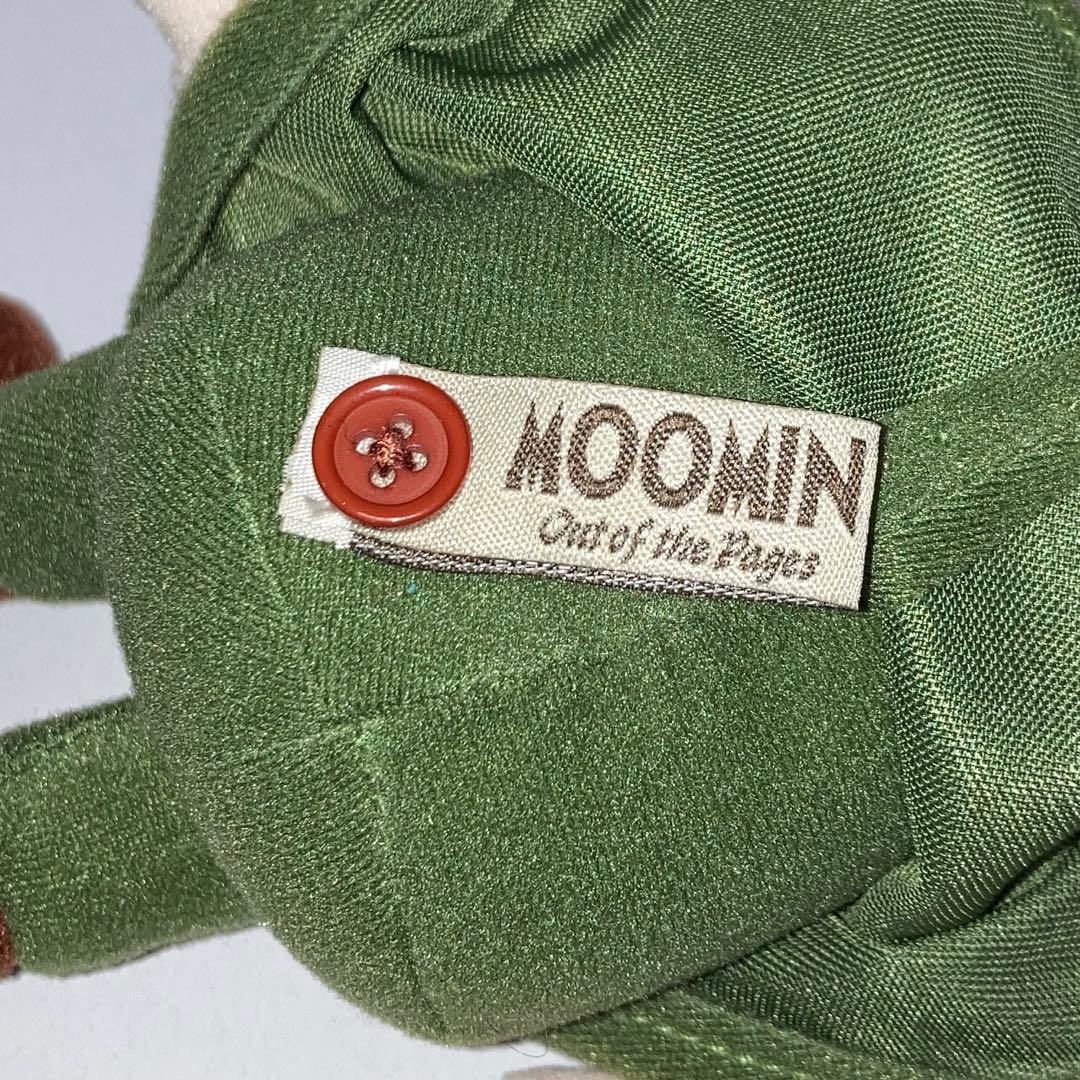 MOOMIN
Out of the Pages